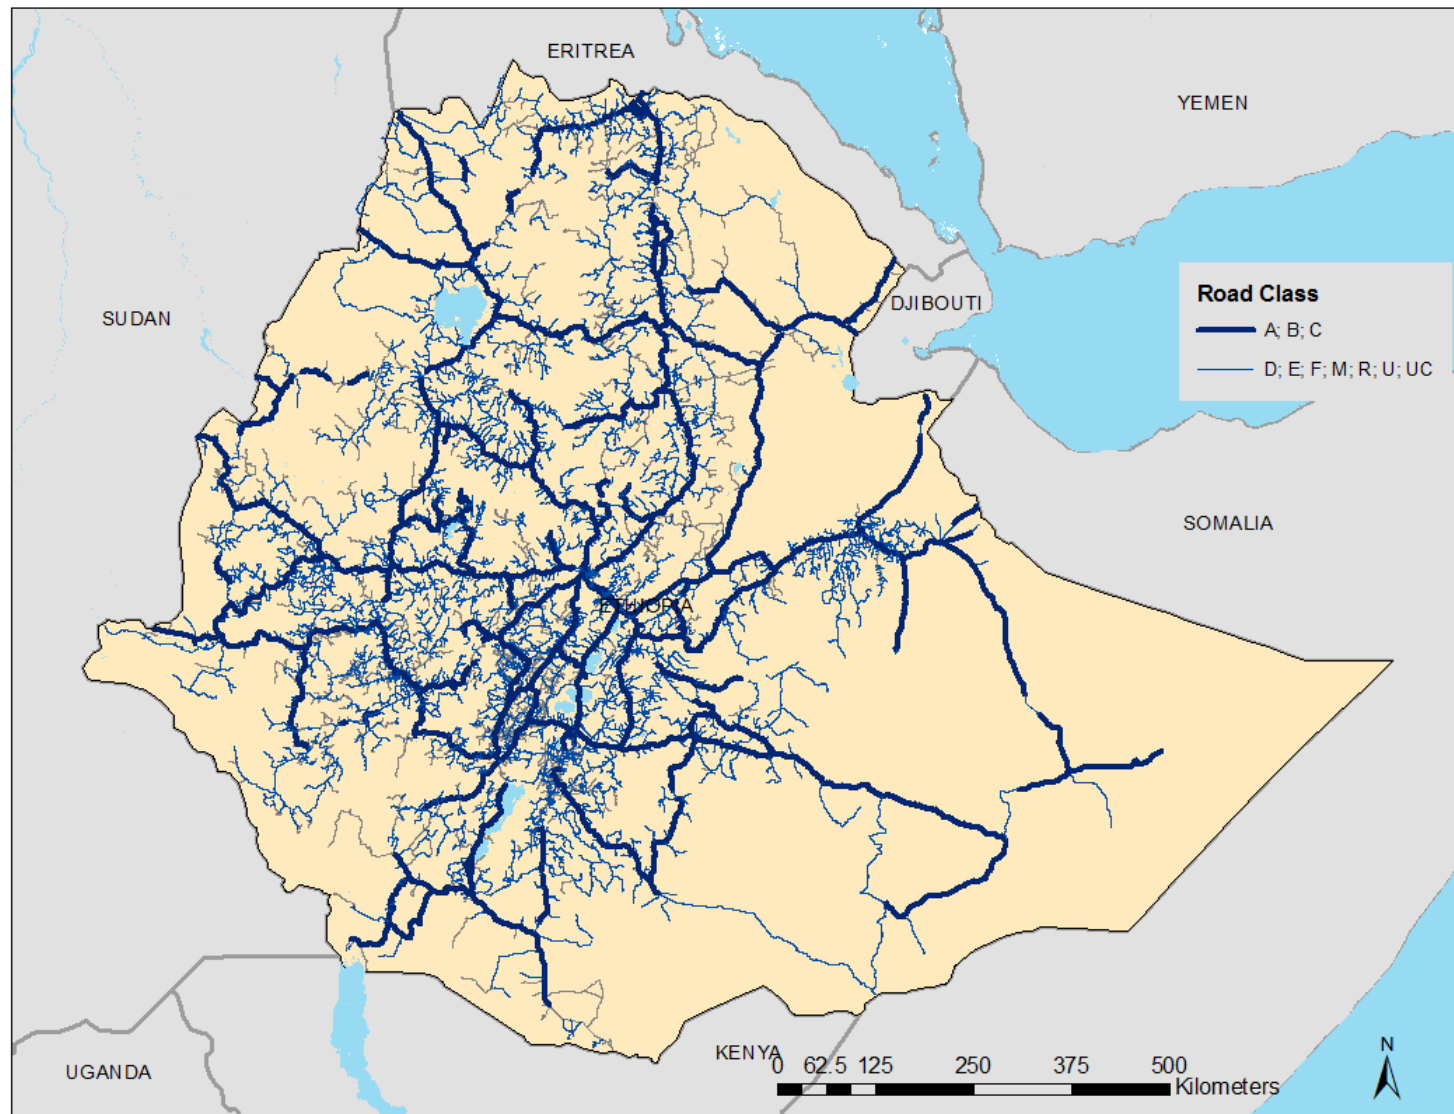 ERITREA
YEMEN
SUDAN
DJIBOUTI
Road Class
A; B; C
D; E; F; M; R; U; UC
SOMALIA
ETHIOPIA
UGANDA
KENYA
0 62.5 125 250 375 500
Kilometers
N